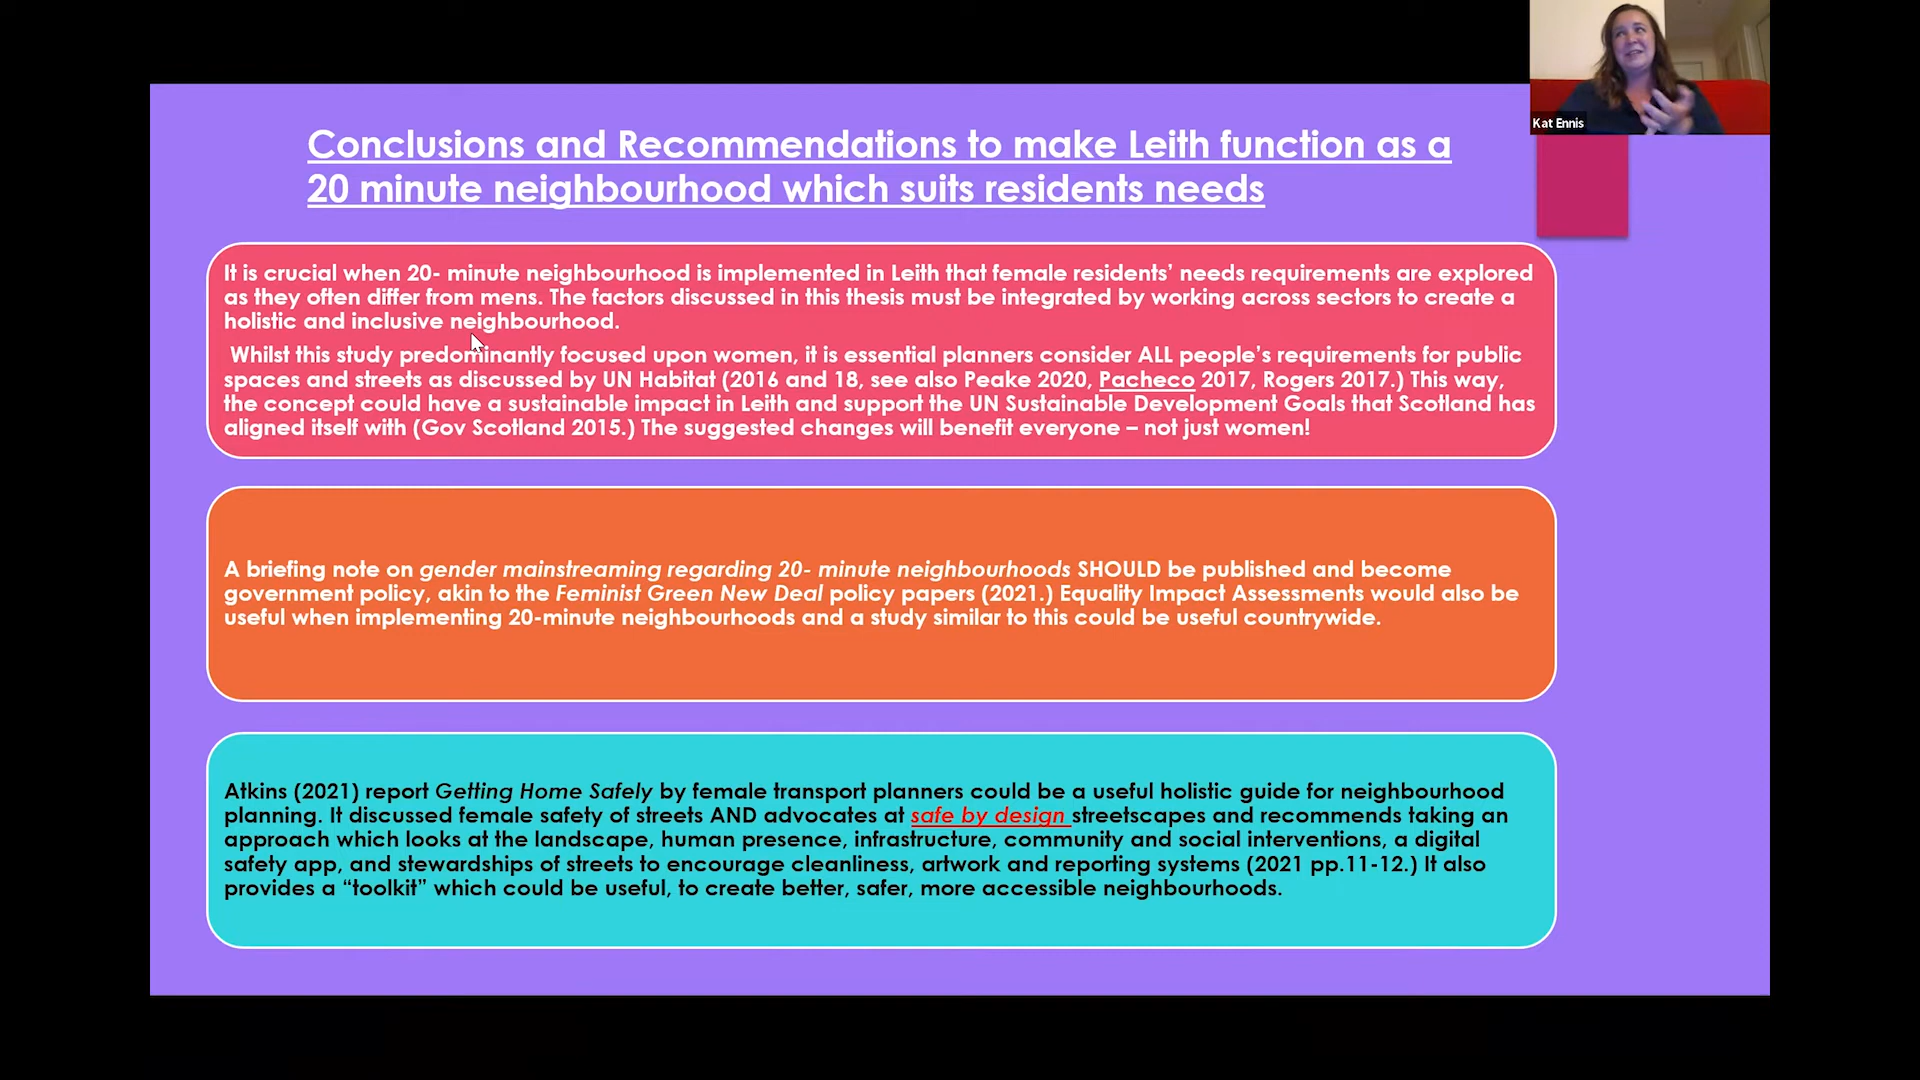 Kat Ennis
Conclusions and Recommendations to make Leith function as a
20 minute neighbourhood which suits residents needs
It is crucial when 20- minute neighbourhood is implemented in Leith that female residents’ needs requirements are explored
as they often differ from mens. The factors discussed in this thesis must be integrated by working across sectors to create a
holistic and inclusive neighbourhood.
Whilst this study predominantly focused upon women, it is essential planners consider ALL people’s requirements for public
spaces and streets as discussed by UN Habitat (2016 and 18, see also Peake 2020, Pacheco 2017, Rogers 2017.) This way,
the concept could have a sustainable impact in Leith and support the UN Sustainable Development Goals that Scotland has
aligned itself with (Gov Scotland 2015.) The suggested changes will benefit everyone – not just women!
A briefing note on gender mainstreaming regarding 20- minute neighbourhoods SHOULD be published and become
government policy, akin to the Feminist Green New Deal policy papers (2021.) Equality Impact Assessments would also be
useful when implementing 20-minute neighbourhoods and a study similar to this could be useful countrywide.
Atkins (2021) report Getting Home Safely by female transport planners could be a useful holistic guide for neighbourhood
planning. It discussed female safety of streets AND advocates at safe by design streetscapes and recommends taking an
approach which looks at the landscape, human presence, infrastructure, community and social interventions, a digital
safety app, and stewardships of streets to encourage cleanliness, artwork and reporting systems (2021 pp.11-12.) It also
provides a “toolkit” which could be useful, to create better, safer, more accessible neighbourhoods.